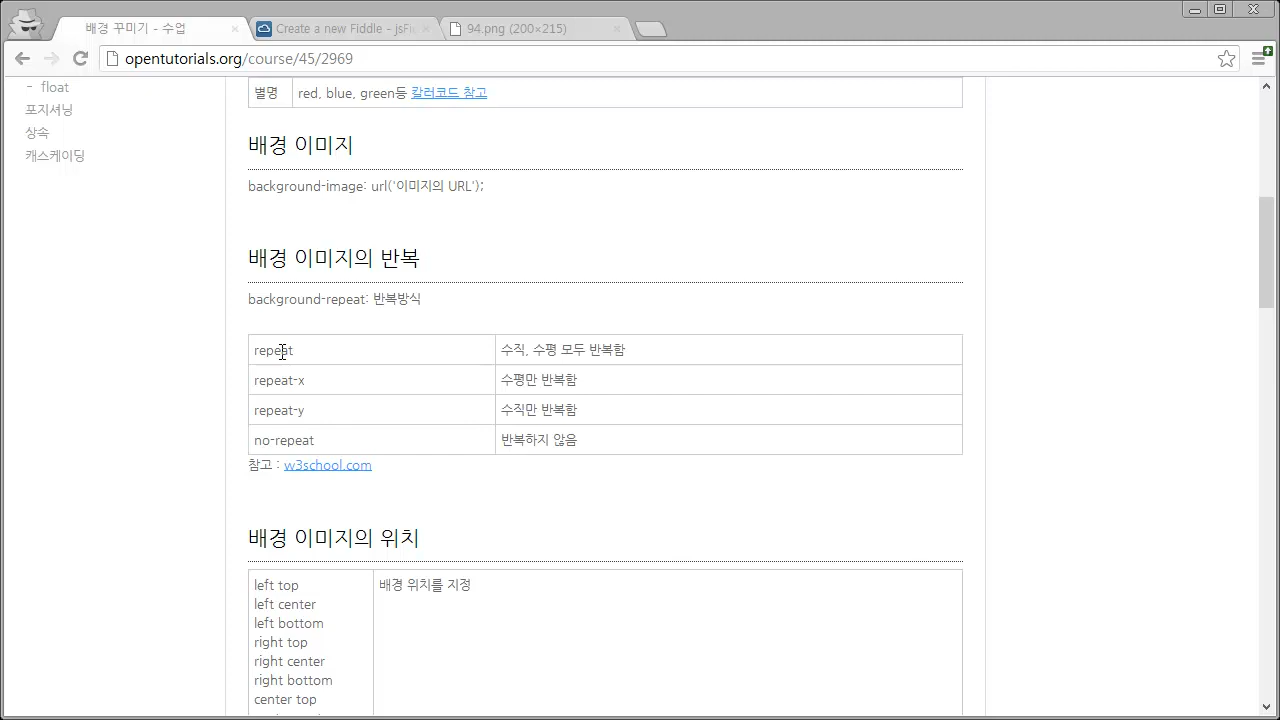 배경 꾸미기 - 수업
Create a new Fiddle - jsFi
94.png (200×215)
opentutorials.org/course/45/2969
- float
포지셔닝
상속
캐스케이딩
별명 red, blue, green등 칼러코드 참고
배경 이미지
background-image: url('이미지의 URL');
배경 이미지의 반복
background-repeat: 반복방식
repeat 수직, 수평 모두 반복함
repeat-x 수평만 반복함
repeat-y 수직만 반복함
no-repeat 반복하지 않음
참고 : w3school.com
배경 이미지의 위치
left top 배경 위치를 지정
left center
left bottom
right top
right center
right bottom
center top